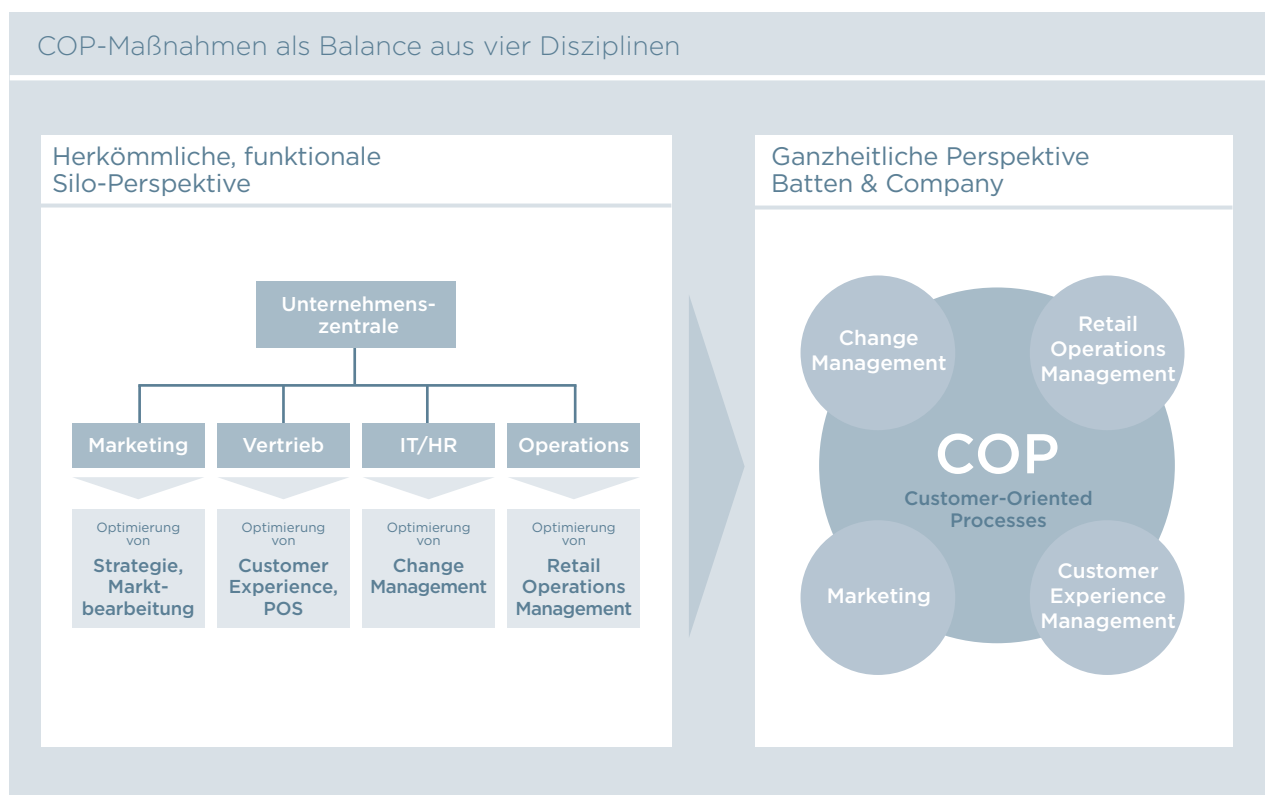 COP-Maßnahmen als Balance aus vier Disziplinen
Herkömmliche, funktionale
Silo-Perspektive
Unternehmens-
zentrale
Marketing
Vertrieb
IT/HR
Operations
Optimierung
von
Strategie,
Markt-
bearbeitung
Optimierung
von
Customer
Experience,
POS
Optimierung
von
Change
Management
Optimierung
von
Retail
Operations
Management
Ganzheitliche Perspektive
Batten & Company
Change
Management
Retail
Operations
Management
COP
Customer-Oriented
Processes
Marketing
Customer
Experience
Management